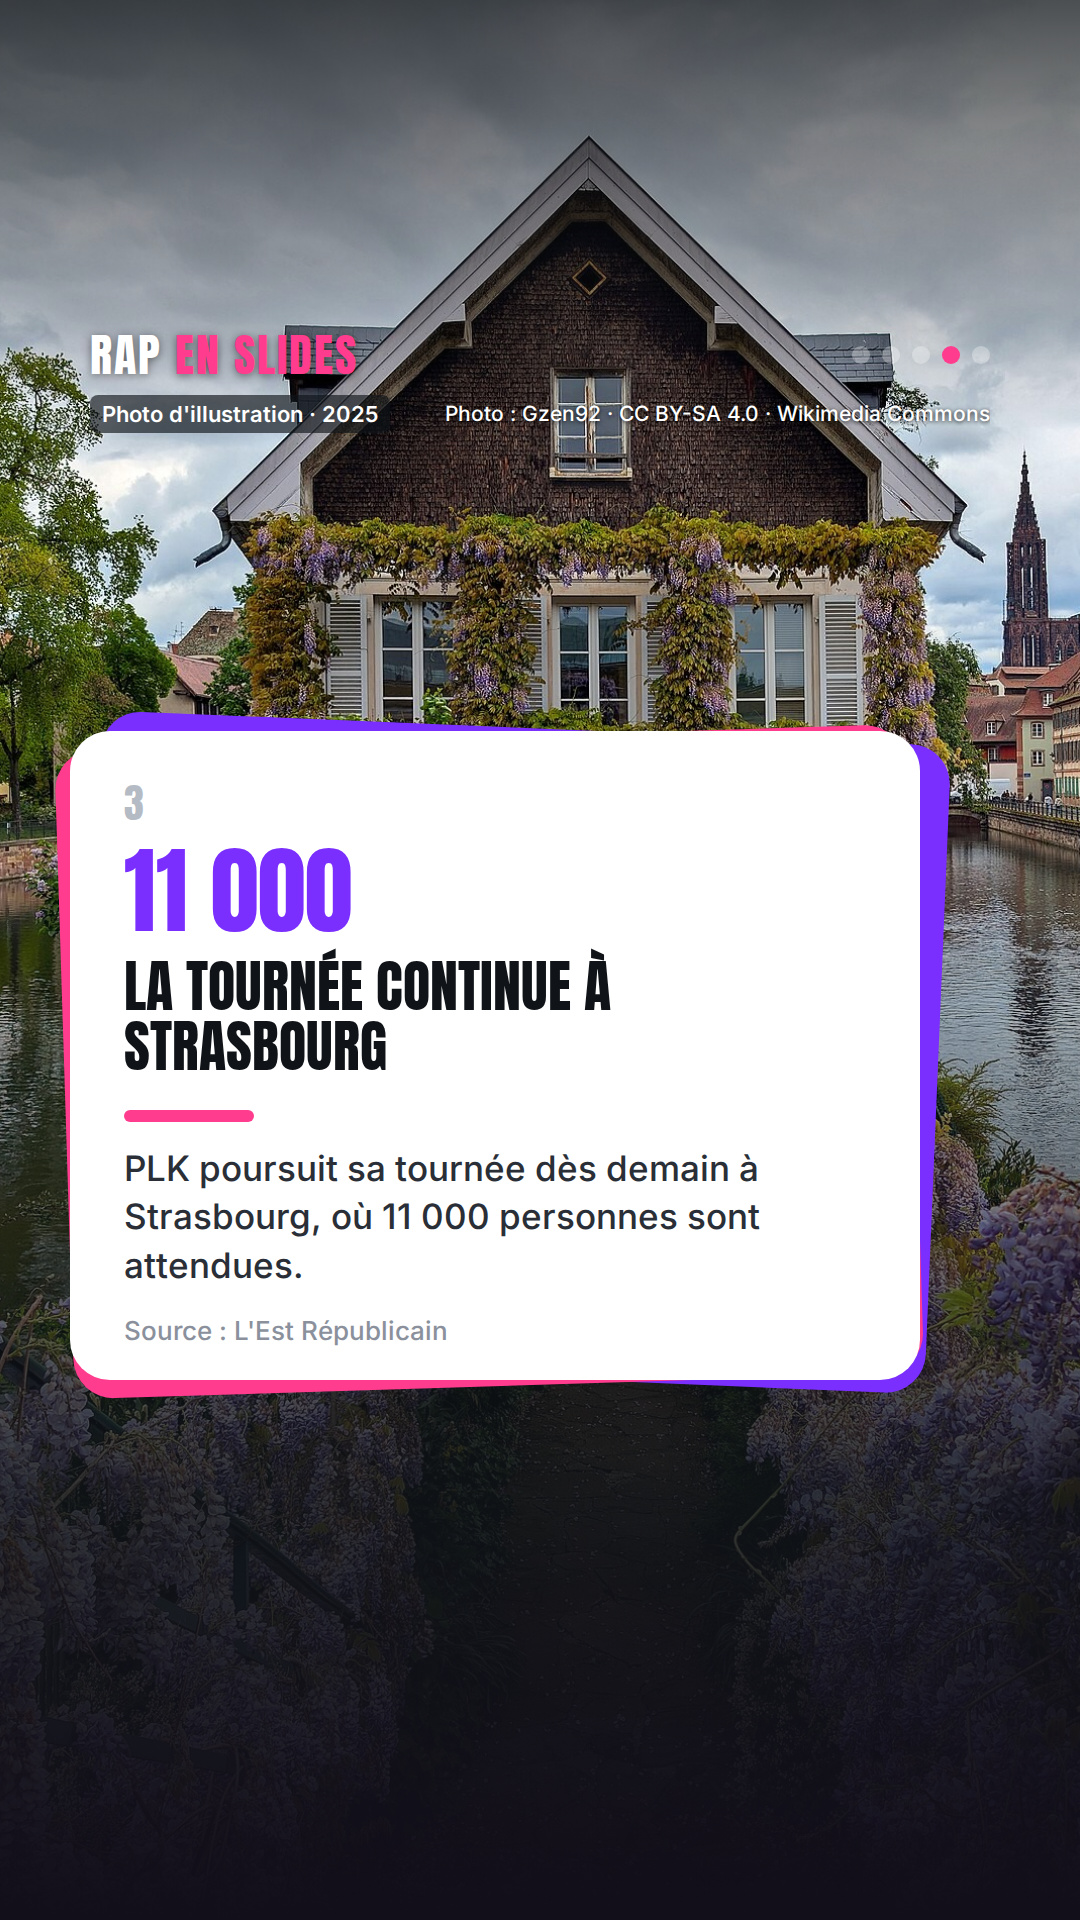 RAP EN SLIDES
Photo d'illustration · 2025
Photo : Gzen92 · CC BY-SA 4.0 · Wikimedia Commons
3
11 000
LA TOURNÉE CONTINUE À
STRASBOURG
PLK poursuit sa tournée dès demain à
Strasbourg, où 11 000 personnes sont
attendues.
Source : L'Est Républicain